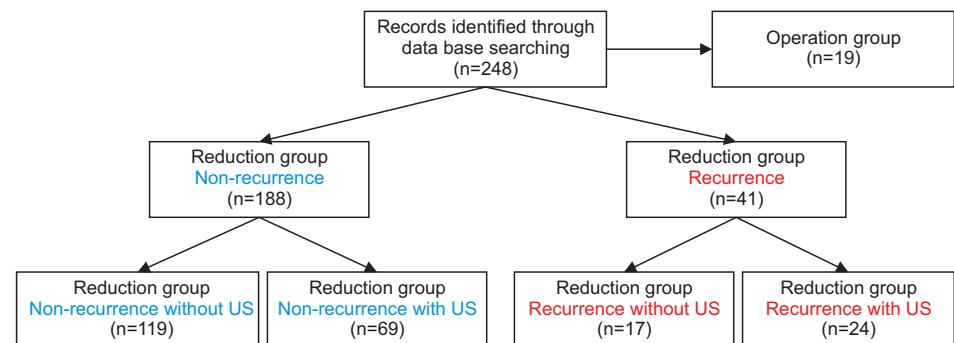 Records identified through
data base searching
(n=248)
Operation group
(n=19)
Reduction group
Non-recurrence
(n=188)
Reduction group
Recurrence
(n=41)
Reduction group
Non-recurrence without US
(n=119)
Reduction group
Non-recurrence with US
(n=69)
Reduction group
Recurrence without US
(n=17)
Reduction group
Recurrence with US
(n=24)